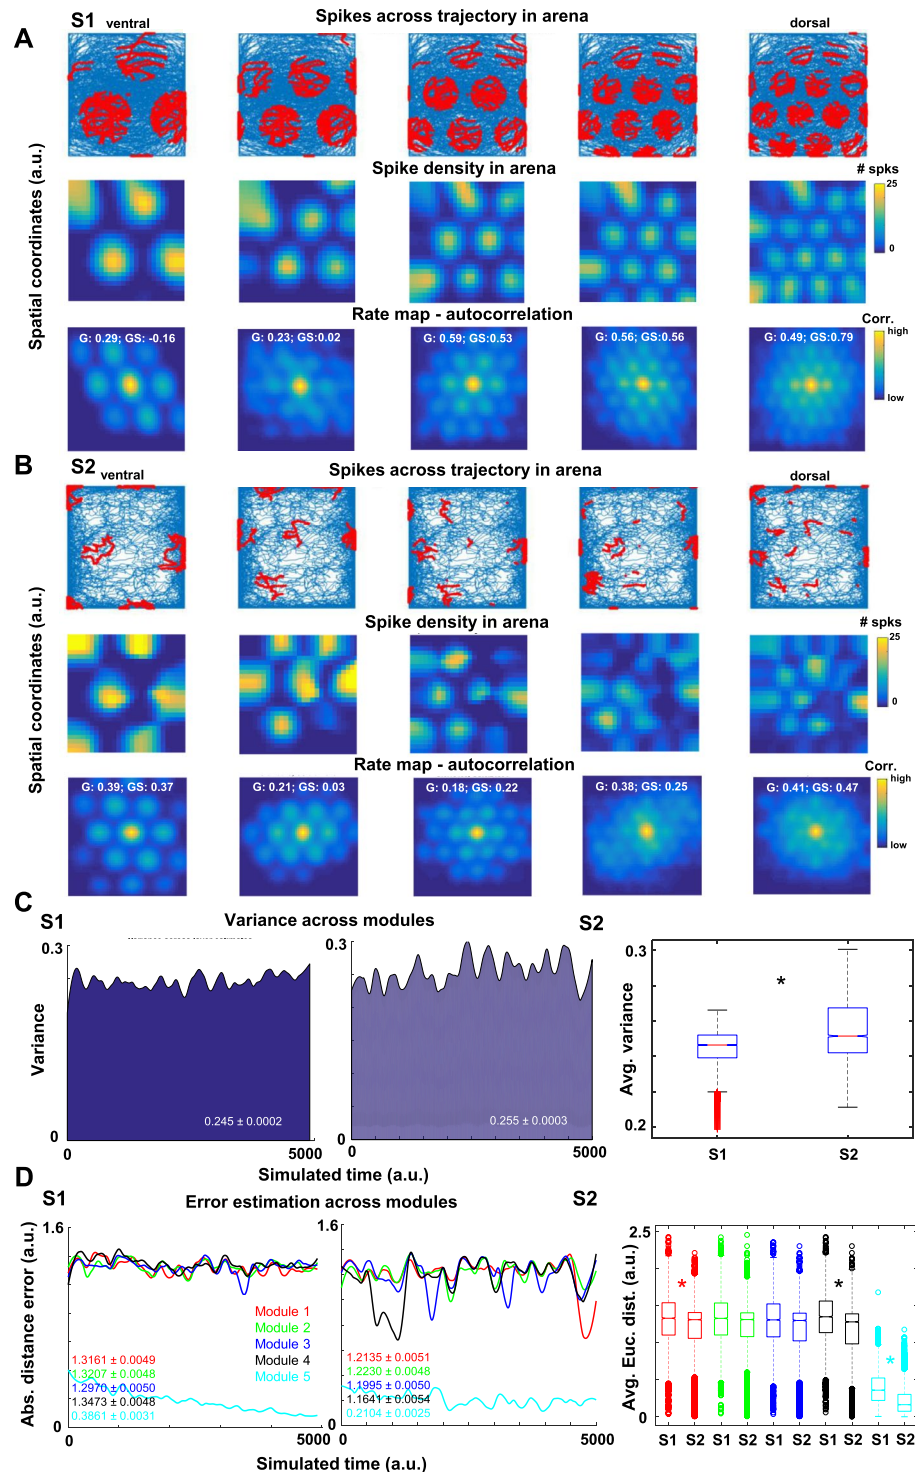 S1
Spikes across trajectory in arena
A
ventral
dorsal
Spatial coordinates (a.u.)
Spike density in arena
# spks
25
0
Rate map - autocorrelation
Corr.
high
low
G: 0.29; GS: -0.16
G: 0.23; GS:0.02
G: 0.59; GS:0.53
G: 0.56; GS:0.56
G: 0.49; GS:0.79
B
S2
ventral
Spikes across trajectory in arena
dorsal
Spatial coordinates (a.u.)
Spike density in arena
# spks
25
0
Rate map - autocorrelation
Corr.
high
low
G: 0.39; GS: 0.37
G: 0.21; GS: 0.03
G: 0.18; GS: 0.22
G: 0.38; GS: 0.25
G: 0.41; GS: 0.47
C
S1
Variance across modules
S2
0.3
Variance
0
0.245 ± 0.0002
0
5000
0.3
0
0.255 ± 0.0003
0
5000
Simulated time (a.u.)
0.3
Avg. variance
*
0.2
S1
S2
D
S1
Error estimation across modules
S2
1.6
Abs. distance error (a.u.)
0
Module 1
Module 2
Module 3
Module 4
Module 5
1.3161 ± 0.0049
1.3207 ± 0.0048
1.2970 ± 0.0050
1.3473 ± 0.0048
0.3861 ± 0.0031
0
5000
1.6
0
1.2135 ± 0.0051
1.2230 ± 0.0048
1.1995 ± 0.0050
1.1641 ± 0.0054
0.2104 ± 0.0025
0
5000
Simulated time (a.u.)
2.5
Avg. Euc. dist. (a.u.)
0
*
*
*
S1 S2 S1 S2 S1 S2 S1 S2 S1 S2